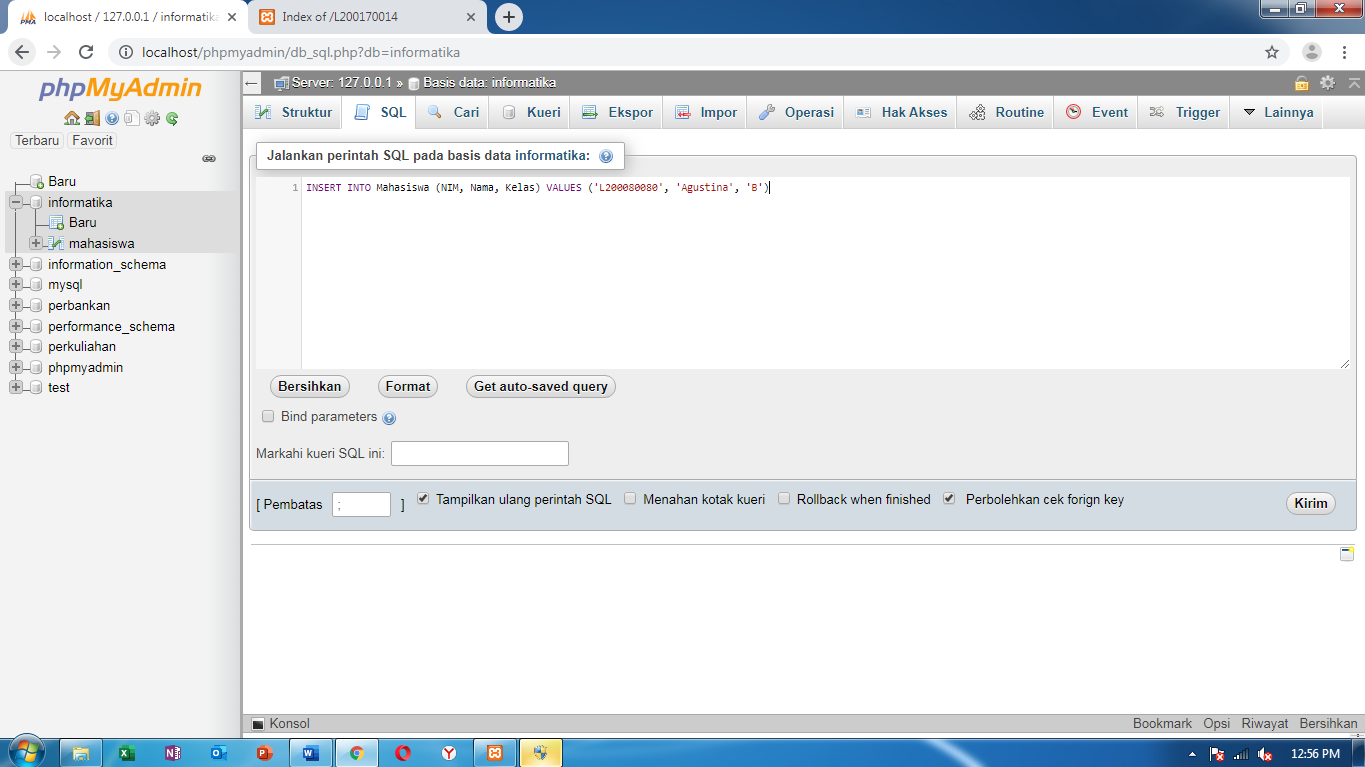 localhost / 127.0.0.1 / informatika
Index of /L200170014
localhost/phpmyadmin/db_sql.php?db=informatika
phpMyAdmin
Terbaru Favorit
Baru
informatika
Baru
mahasiswa
information_schema
mysql
perbankan
performance_schema
perkuliahan
phpmyadmin
test
Server: 127.0.0.1 » Basis data: informatika
Struktur SQL Cari Kueri Ekspor Impor Operasi Hak Akses Routine Event Trigger Lainnya
Jalankan perintah SQL pada basis data informatika:
1 INSERT INTO Mahasiswa (NIM, Nama, Kelas) VALUES ('L200080080', 'Agustina', 'B')
Bersihkan Format Get auto-saved query
Bind parameters
Markahi kueri SQL ini:
[ Pembatas ; ] Tampilkan ulang perintah SQL Menahan kotak kueri Rollback when finished Perbolehkan cek forign key Kirim
Konsol Bookmark Opsi Riwayat Bersihkan
12:56 PM